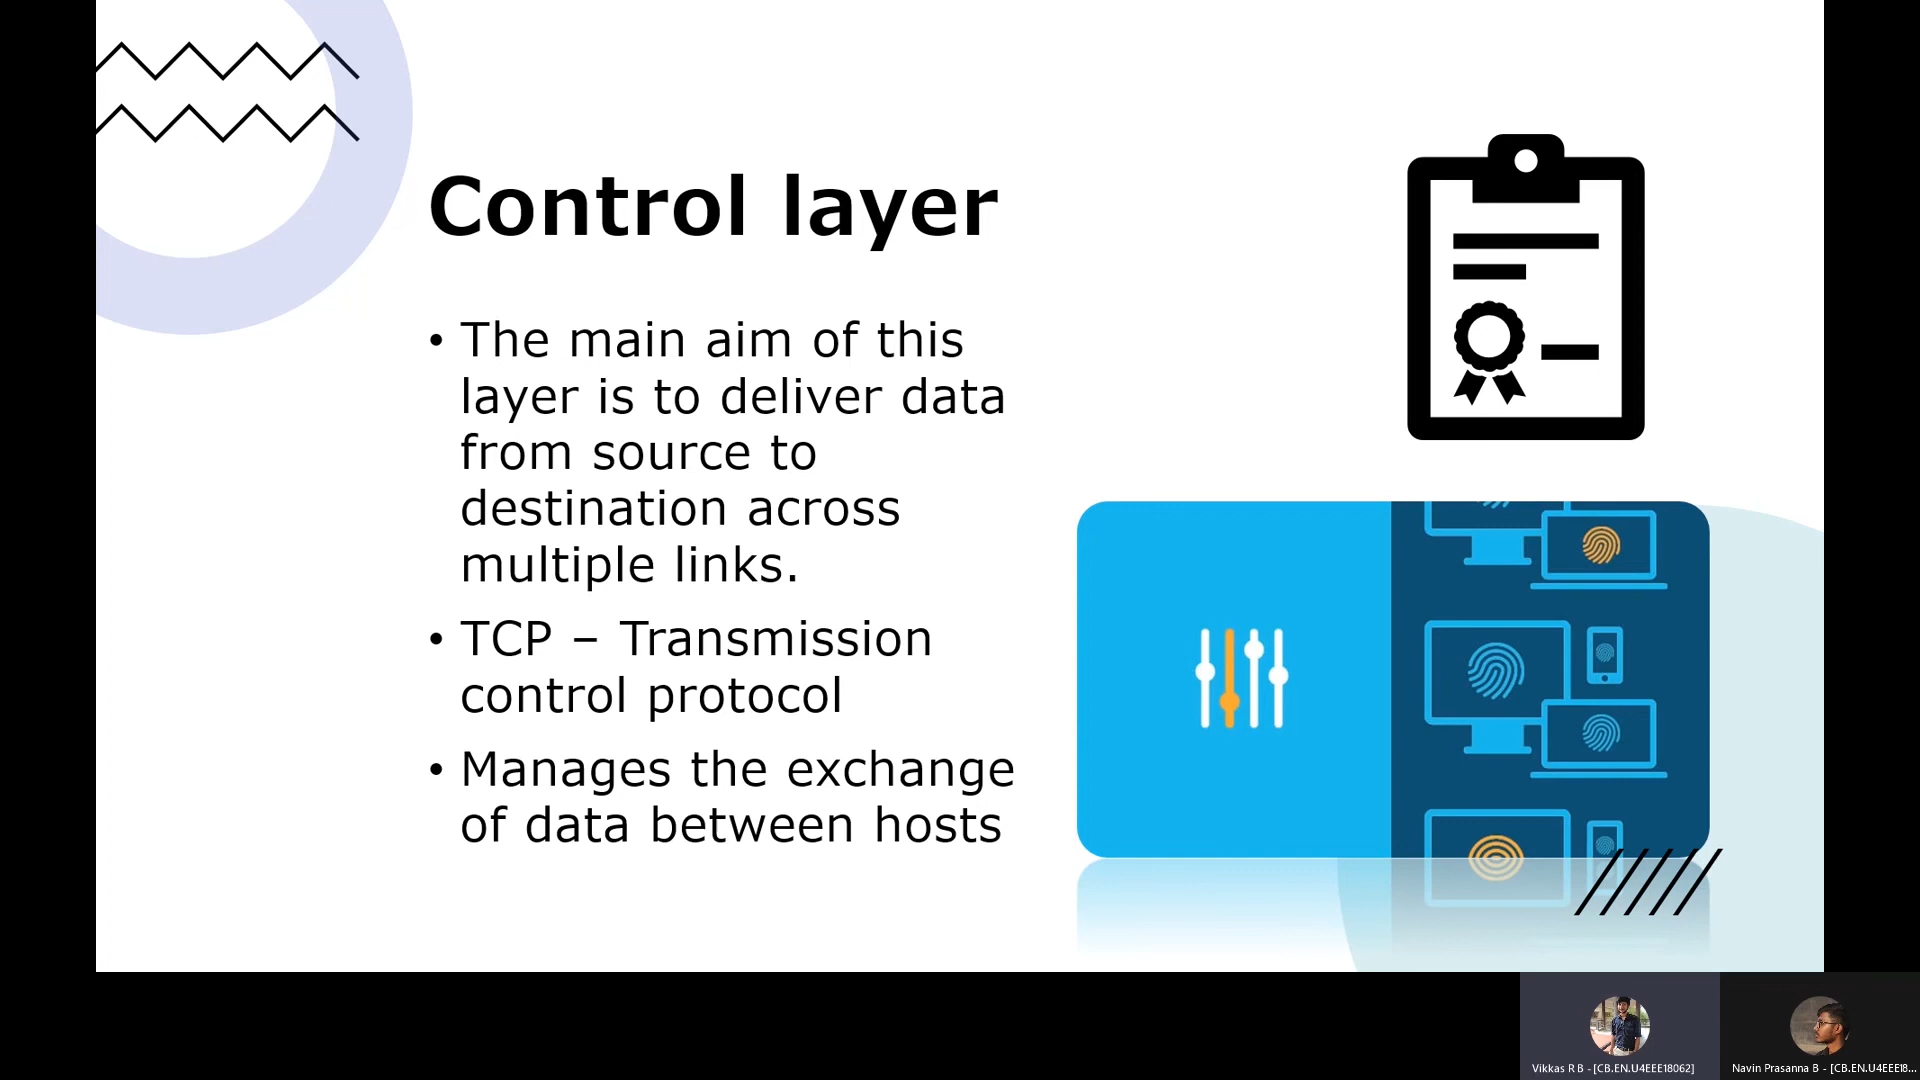 Control layer
• The main aim of this
layer is to deliver data
from source to
destination across
multiple links.
• TCP – Transmission
control protocol
• Manages the exchange
of data between hosts
Vikkas R B - [CB.EN.U4EEE18062]
Navin Prasanna B - [CB.EN.U4EEE18...